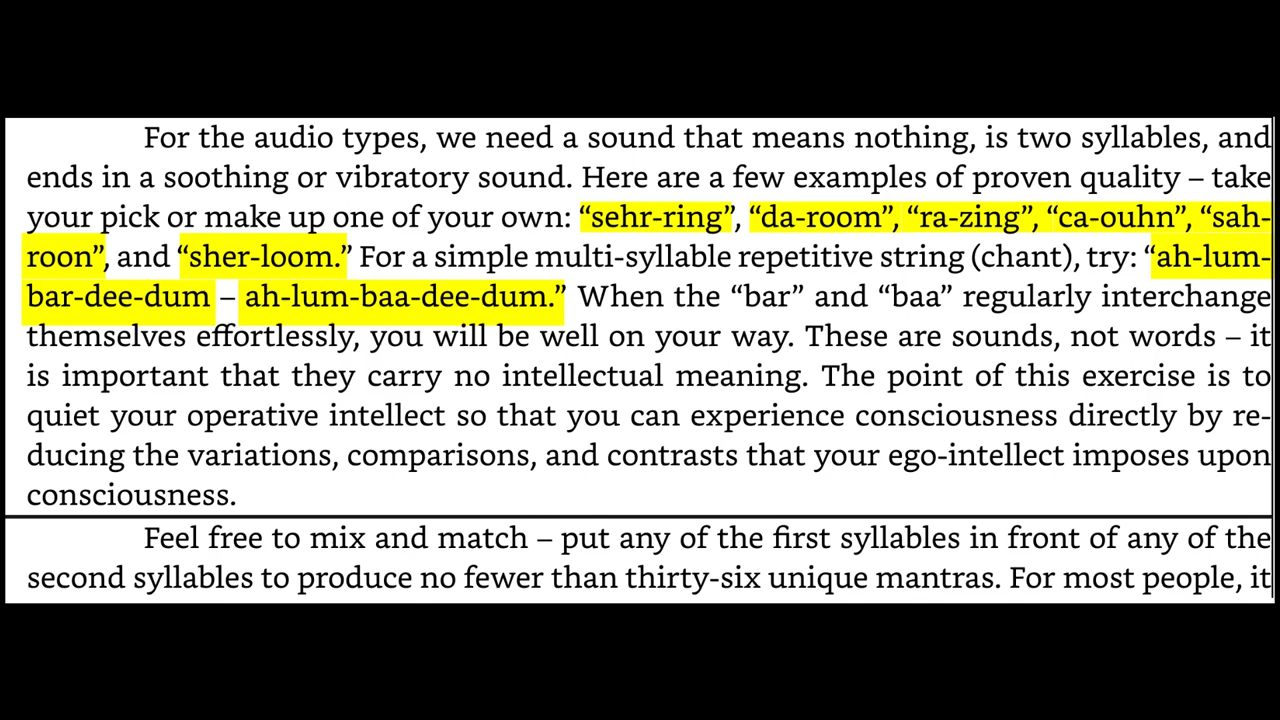 For the audio types, we need a sound that means nothing, is two syllables, and
ends in a soothing or vibratory sound. Here are a few examples of proven quality – take
your pick or make up one of your own: “sehr-ring”, “da-room”, “ra-zing”, “ca-ouhn”, “sah-
roon”, and “sher-loom.” For a simple multi-syllable repetitive string (chant), try: “ah-lum-
bar-dee-dum – ah-lum-baa-dee-dum.” When the “bar” and “baa” regularly interchange
themselves effortlessly, you will be well on your way. These are sounds, not words – it
is important that they carry no intellectual meaning. The point of this exercise is to
quiet your operative intellect so that you can experience consciousness directly by re-
ducing the variations, comparisons, and contrasts that your ego-intellect imposes upon
consciousness.
Feel free to mix and match – put any of the first syllables in front of any of the
second syllables to produce no fewer than thirty-six unique mantras. For most people, it